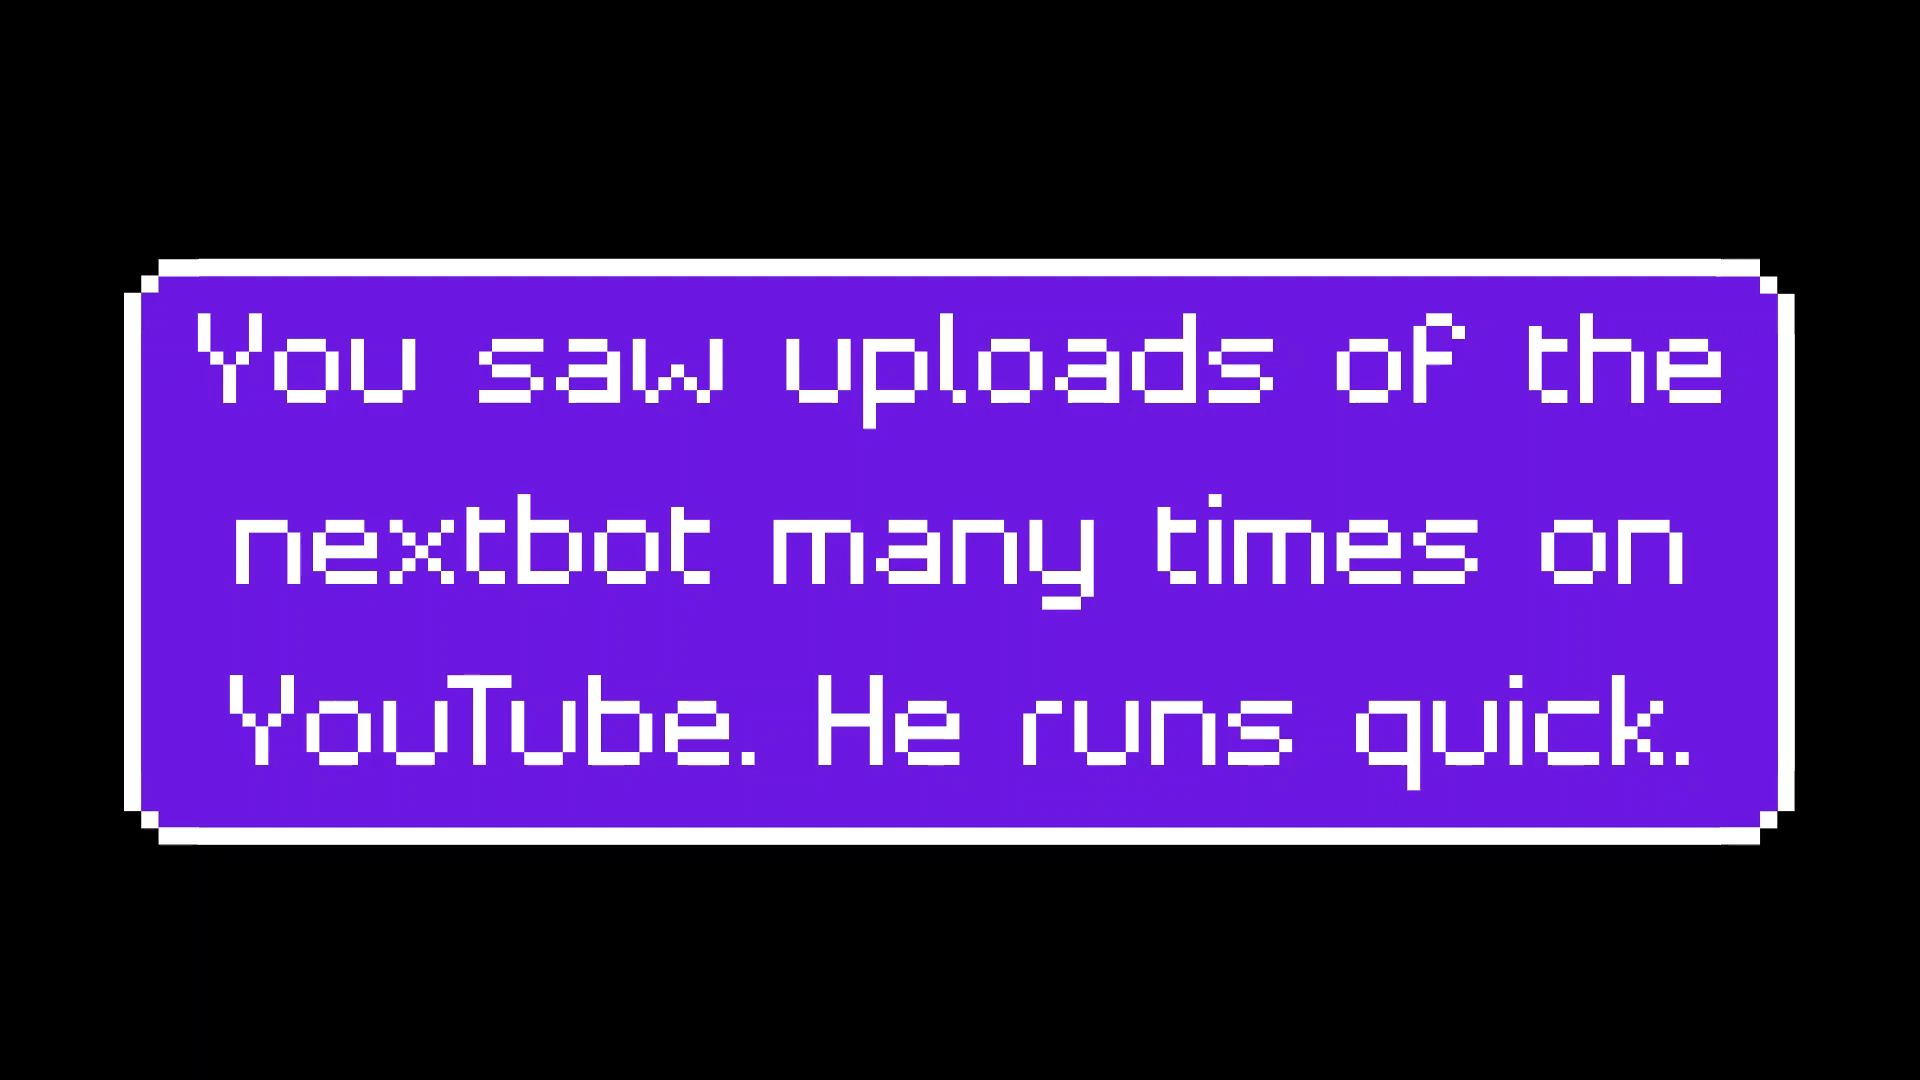 You saw uploads of the
nextbot many times on
YouTube. He runs quick.